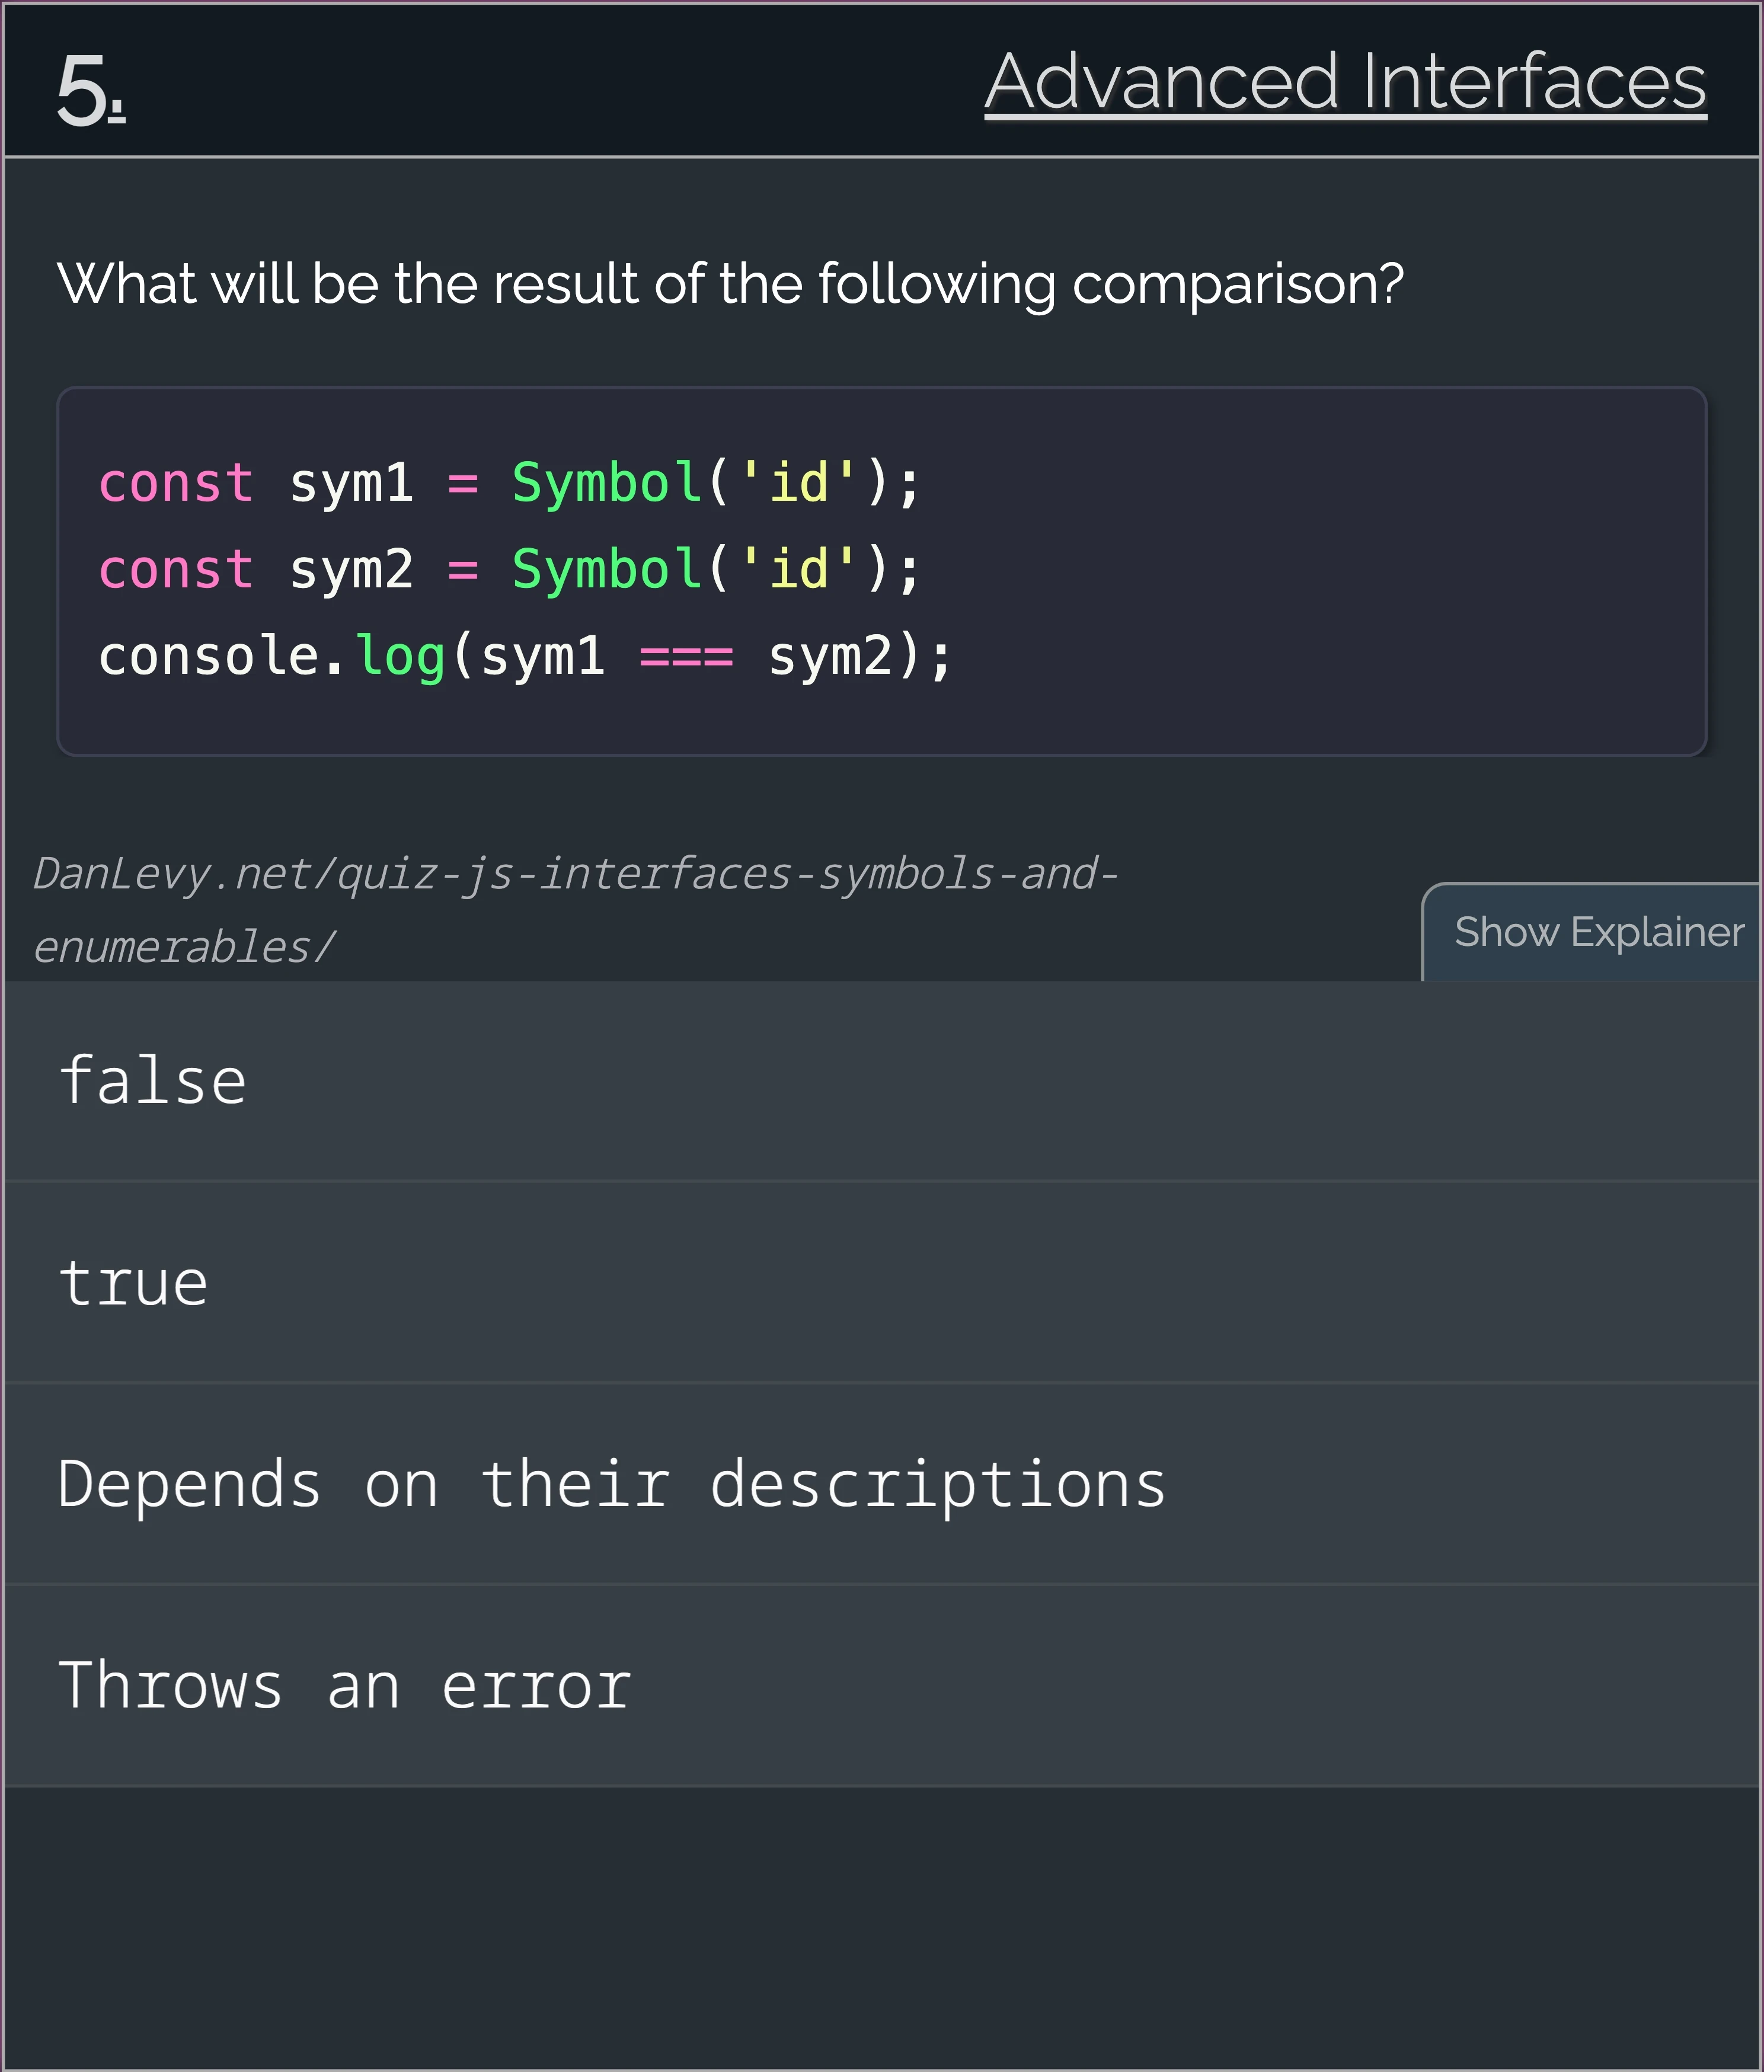 5.
Advanced Interfaces
What will be the result of the following comparison?
const sym1 = Symbol('id');
const sym2 = Symbol('id');
console.log(sym1 === sym2);
DanLevy.net/quiz-js-interfaces-symbols-and-
enumerables/
Show Explainer
false
true
Depends on their descriptions
Throws an error